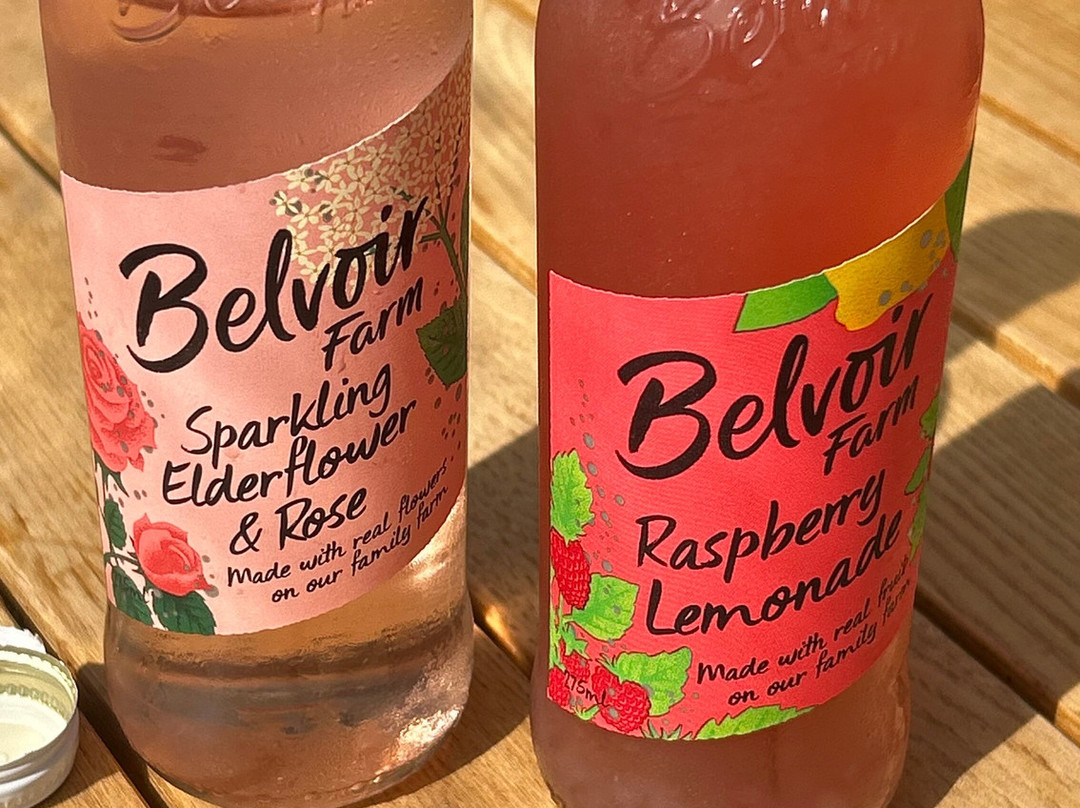 Belvoir
Farm
Sparkling
Elderflower
& Rose
Made with real flowers
on our family farm
Belvoir
Farm
Raspberry
Lemonade
Made with real fruit
on our family farm